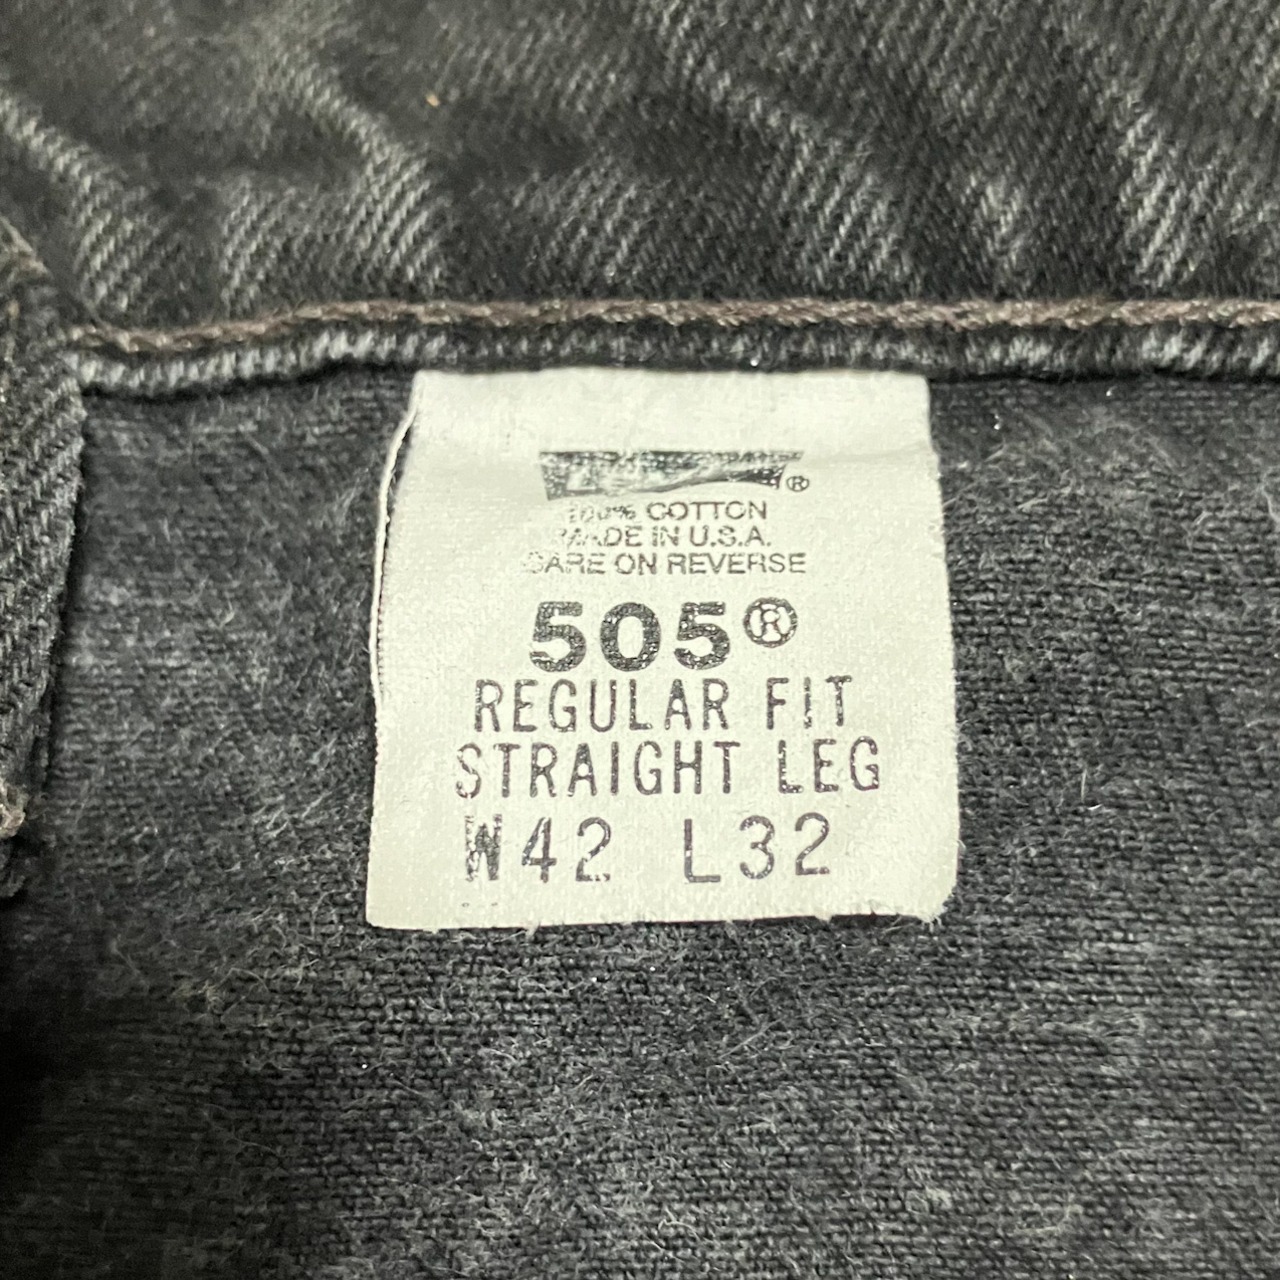 ®
100% COTTON
MADE IN U.S.A.
CARE ON REVERSE
505®
REGULAR FIT
STRAIGHT LEG
W42 L32